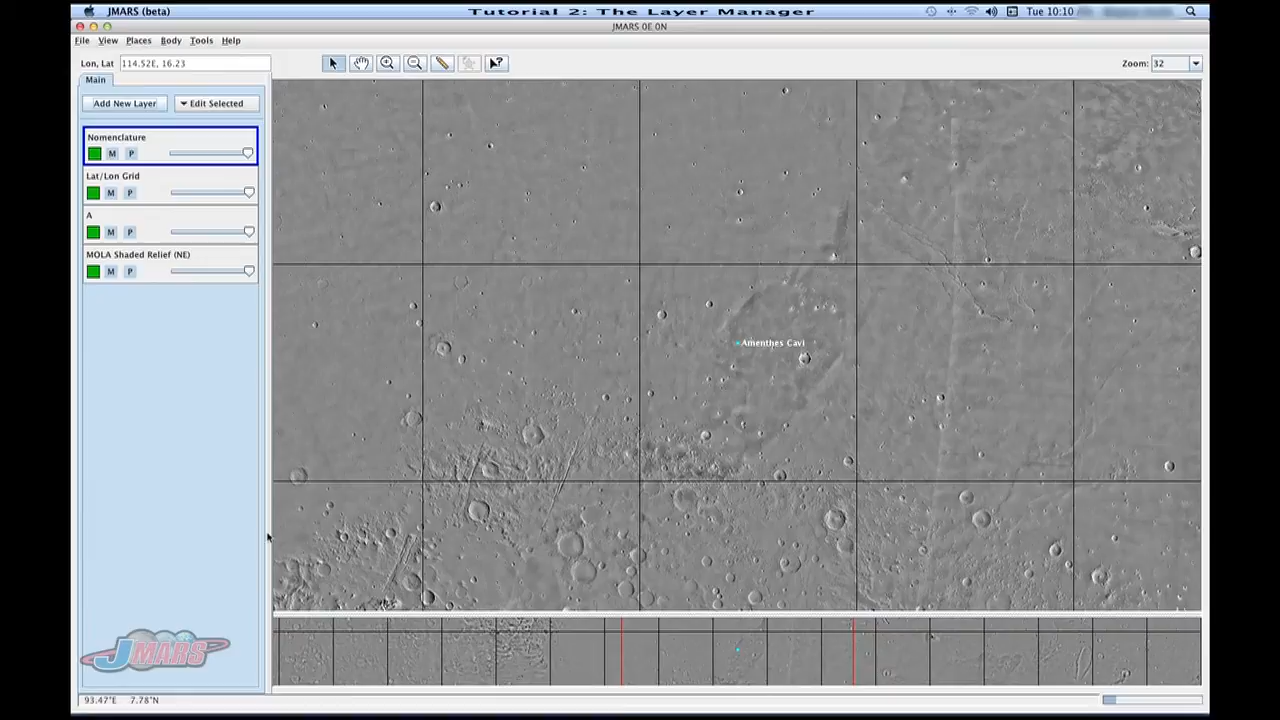 JMARS (beta)
Tutorial 2: The Layer Manager
Tue 10:10
JMARS 0E 0N
File View Places Body Tools Help
Lon, Lat 114.52E, 16.23
Zoom: 32
Main
Add New Layer
Edit Selected
Nomenclature
M P
Lat/Lon Grid
M P
A
M P
MOLA Shaded Relief (NE)
M P
Amenthes Cavi
JMARS
93.47°E 7.78°N